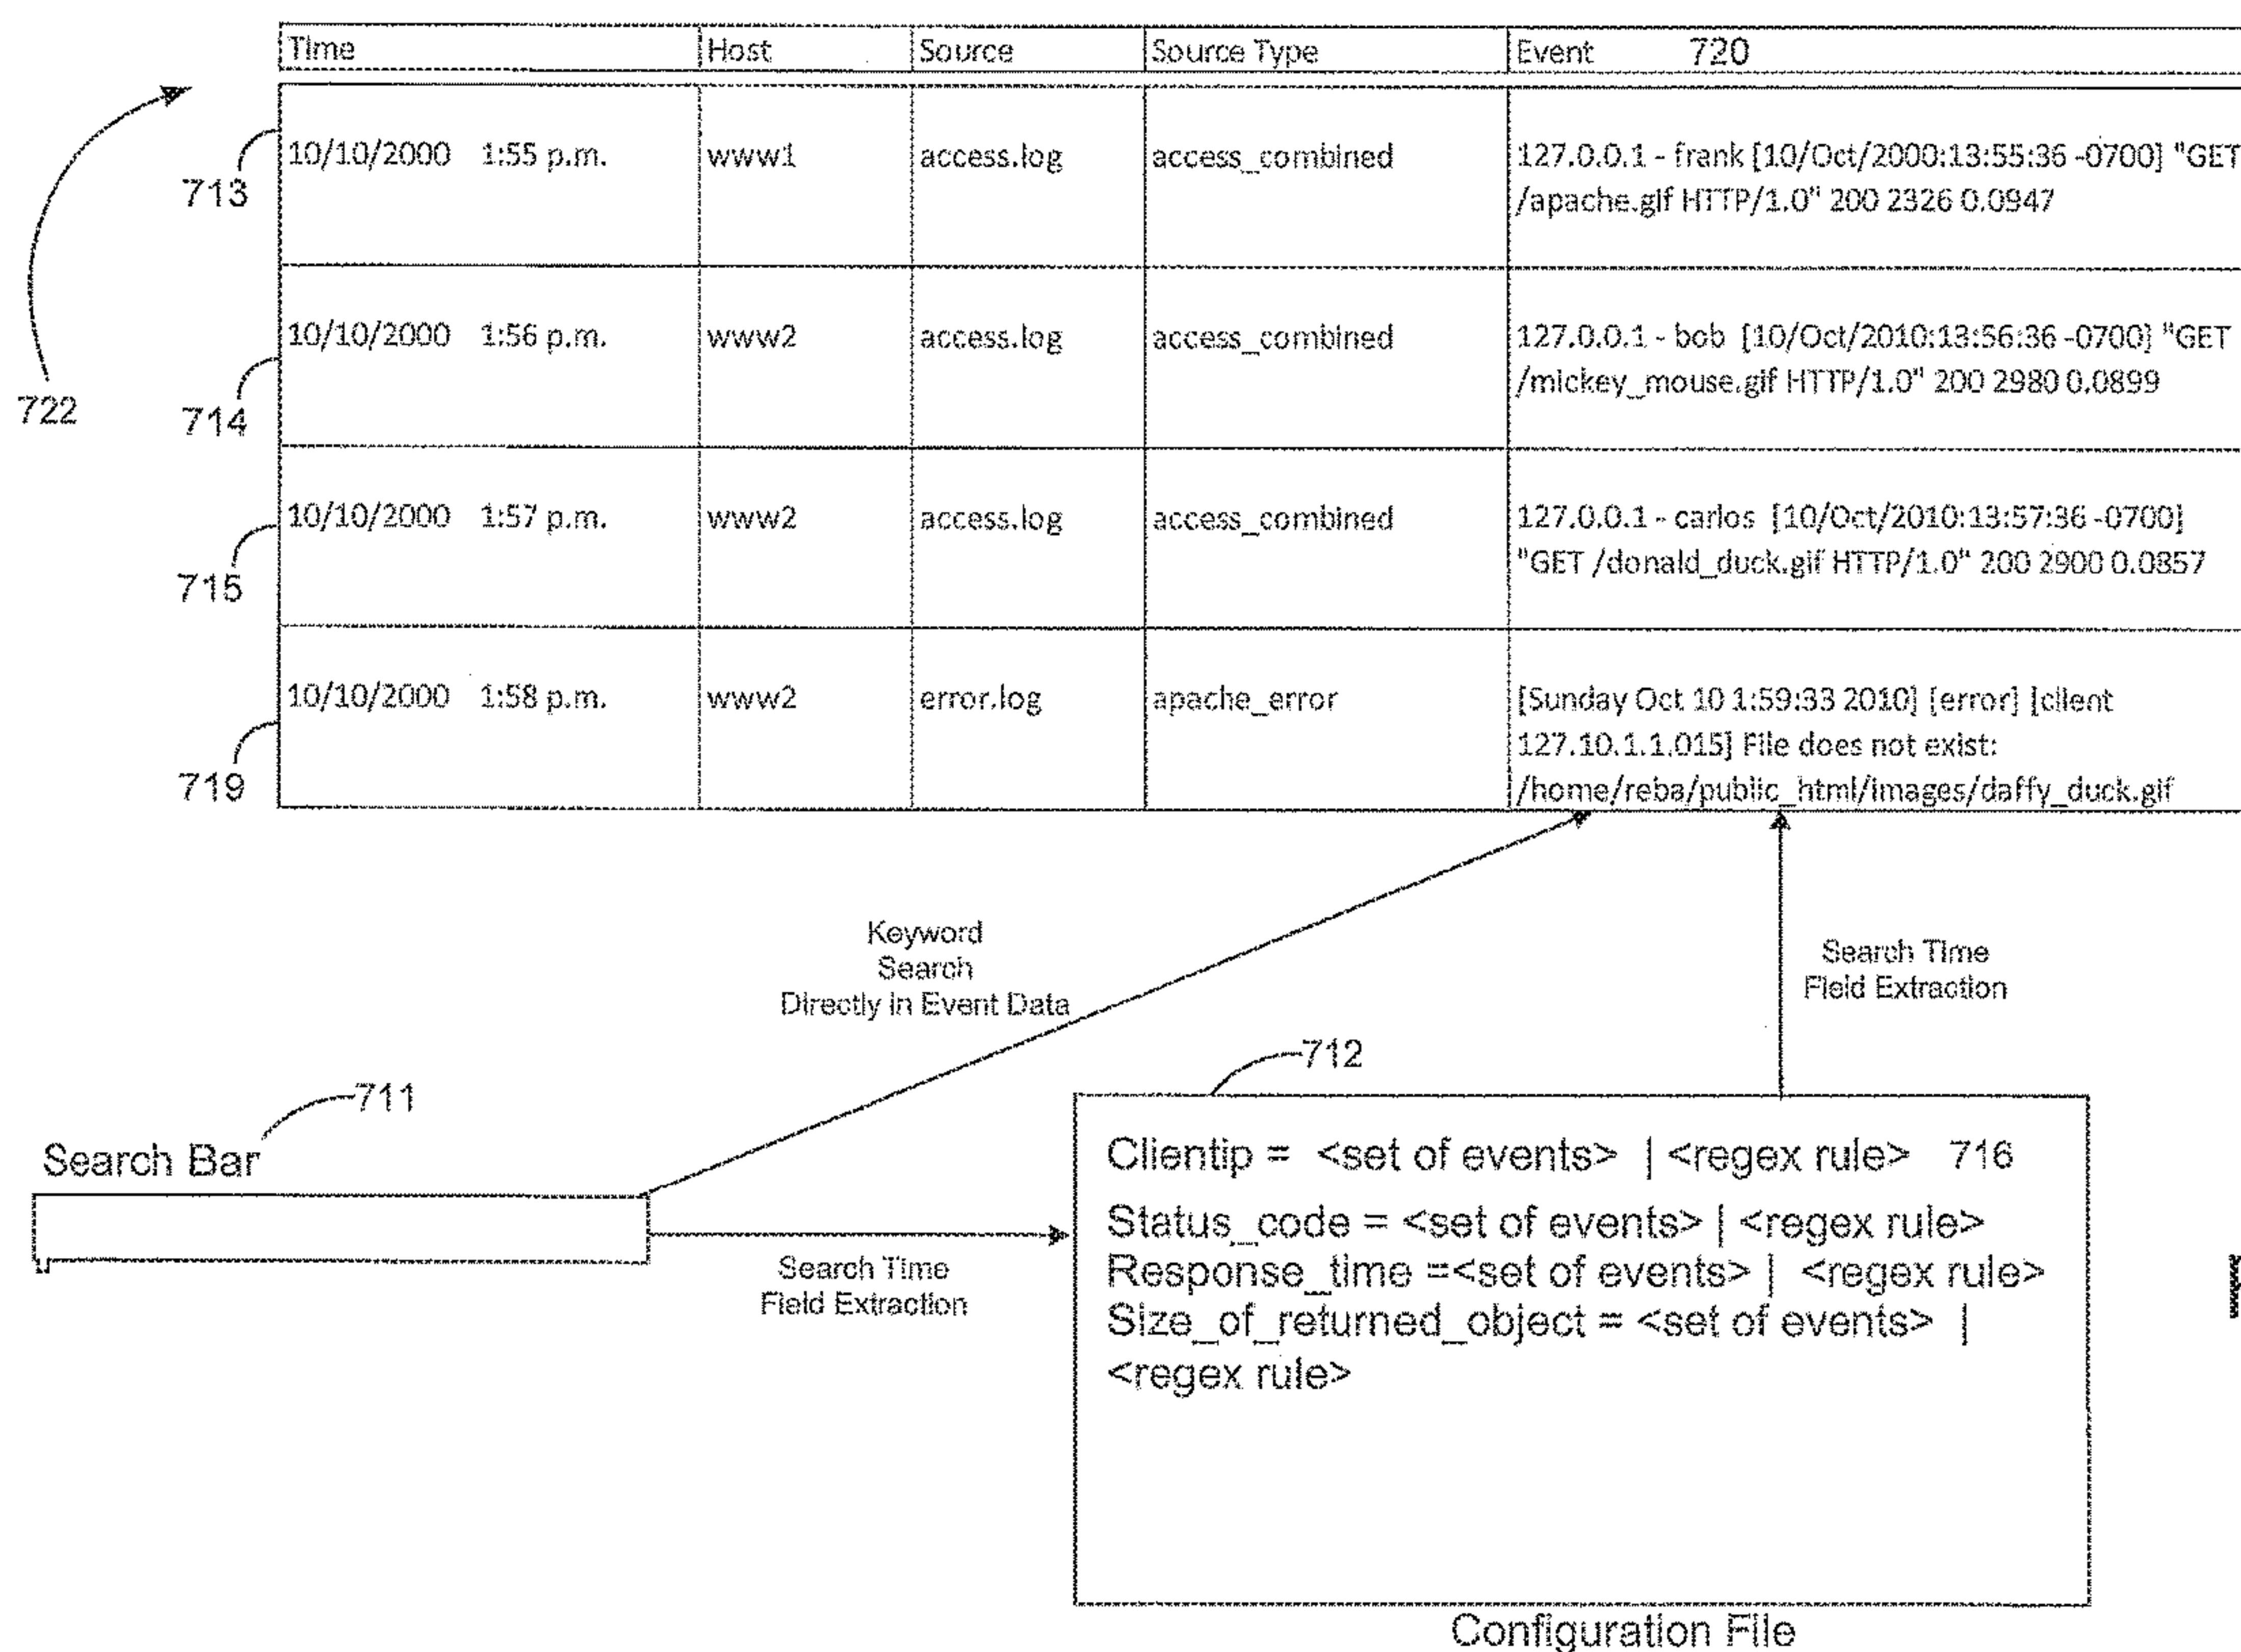 Time Host Source Source Type Event 720
10/10/2000 1:55 p.m. www1 access.log access_combined 127.0.0.1 - frank [10/Oct/2000:13:55:36 -0700] "GET
/apache.gif HTTP/1.0" 200 2326 0.0947
713
10/10/2000 1:56 p.m. www2 access.log access_combined 127.0.0.1 - bob [10/Oct/2010:13:56:36 -0700] "GET
/mickey_mouse.gif HTTP/1.0" 200 2980 0.0899
722
714
10/10/2000 1:57 p.m. www2 access.log access_combined 127.0.0.1 - carlos [10/Oct/2010:13:57:36 -0700]
"GET /donald_duck.gif HTTP/1.0" 200 2900 0.0857
715
10/10/2000 1:58 p.m. www2 error.log apache_error [Sunday Oct 10 1:59:33 2010] [error] [client
127.10.1.1.015] File does not exist:
/home/reba/public_html/images/daffy_duck.gif
719
Keyword
Search
Directly in Event Data
Search Time
Field Extraction
712
711
Search Bar
Search Time
Field Extraction
Clientip = <set of events> | <regex rule> 716
Status_code = <set of events> | <regex rule>
Response_time =<set of events> | <regex rule>
Size_of_returned_object = <set of events> |
<regex rule>
Configuration File